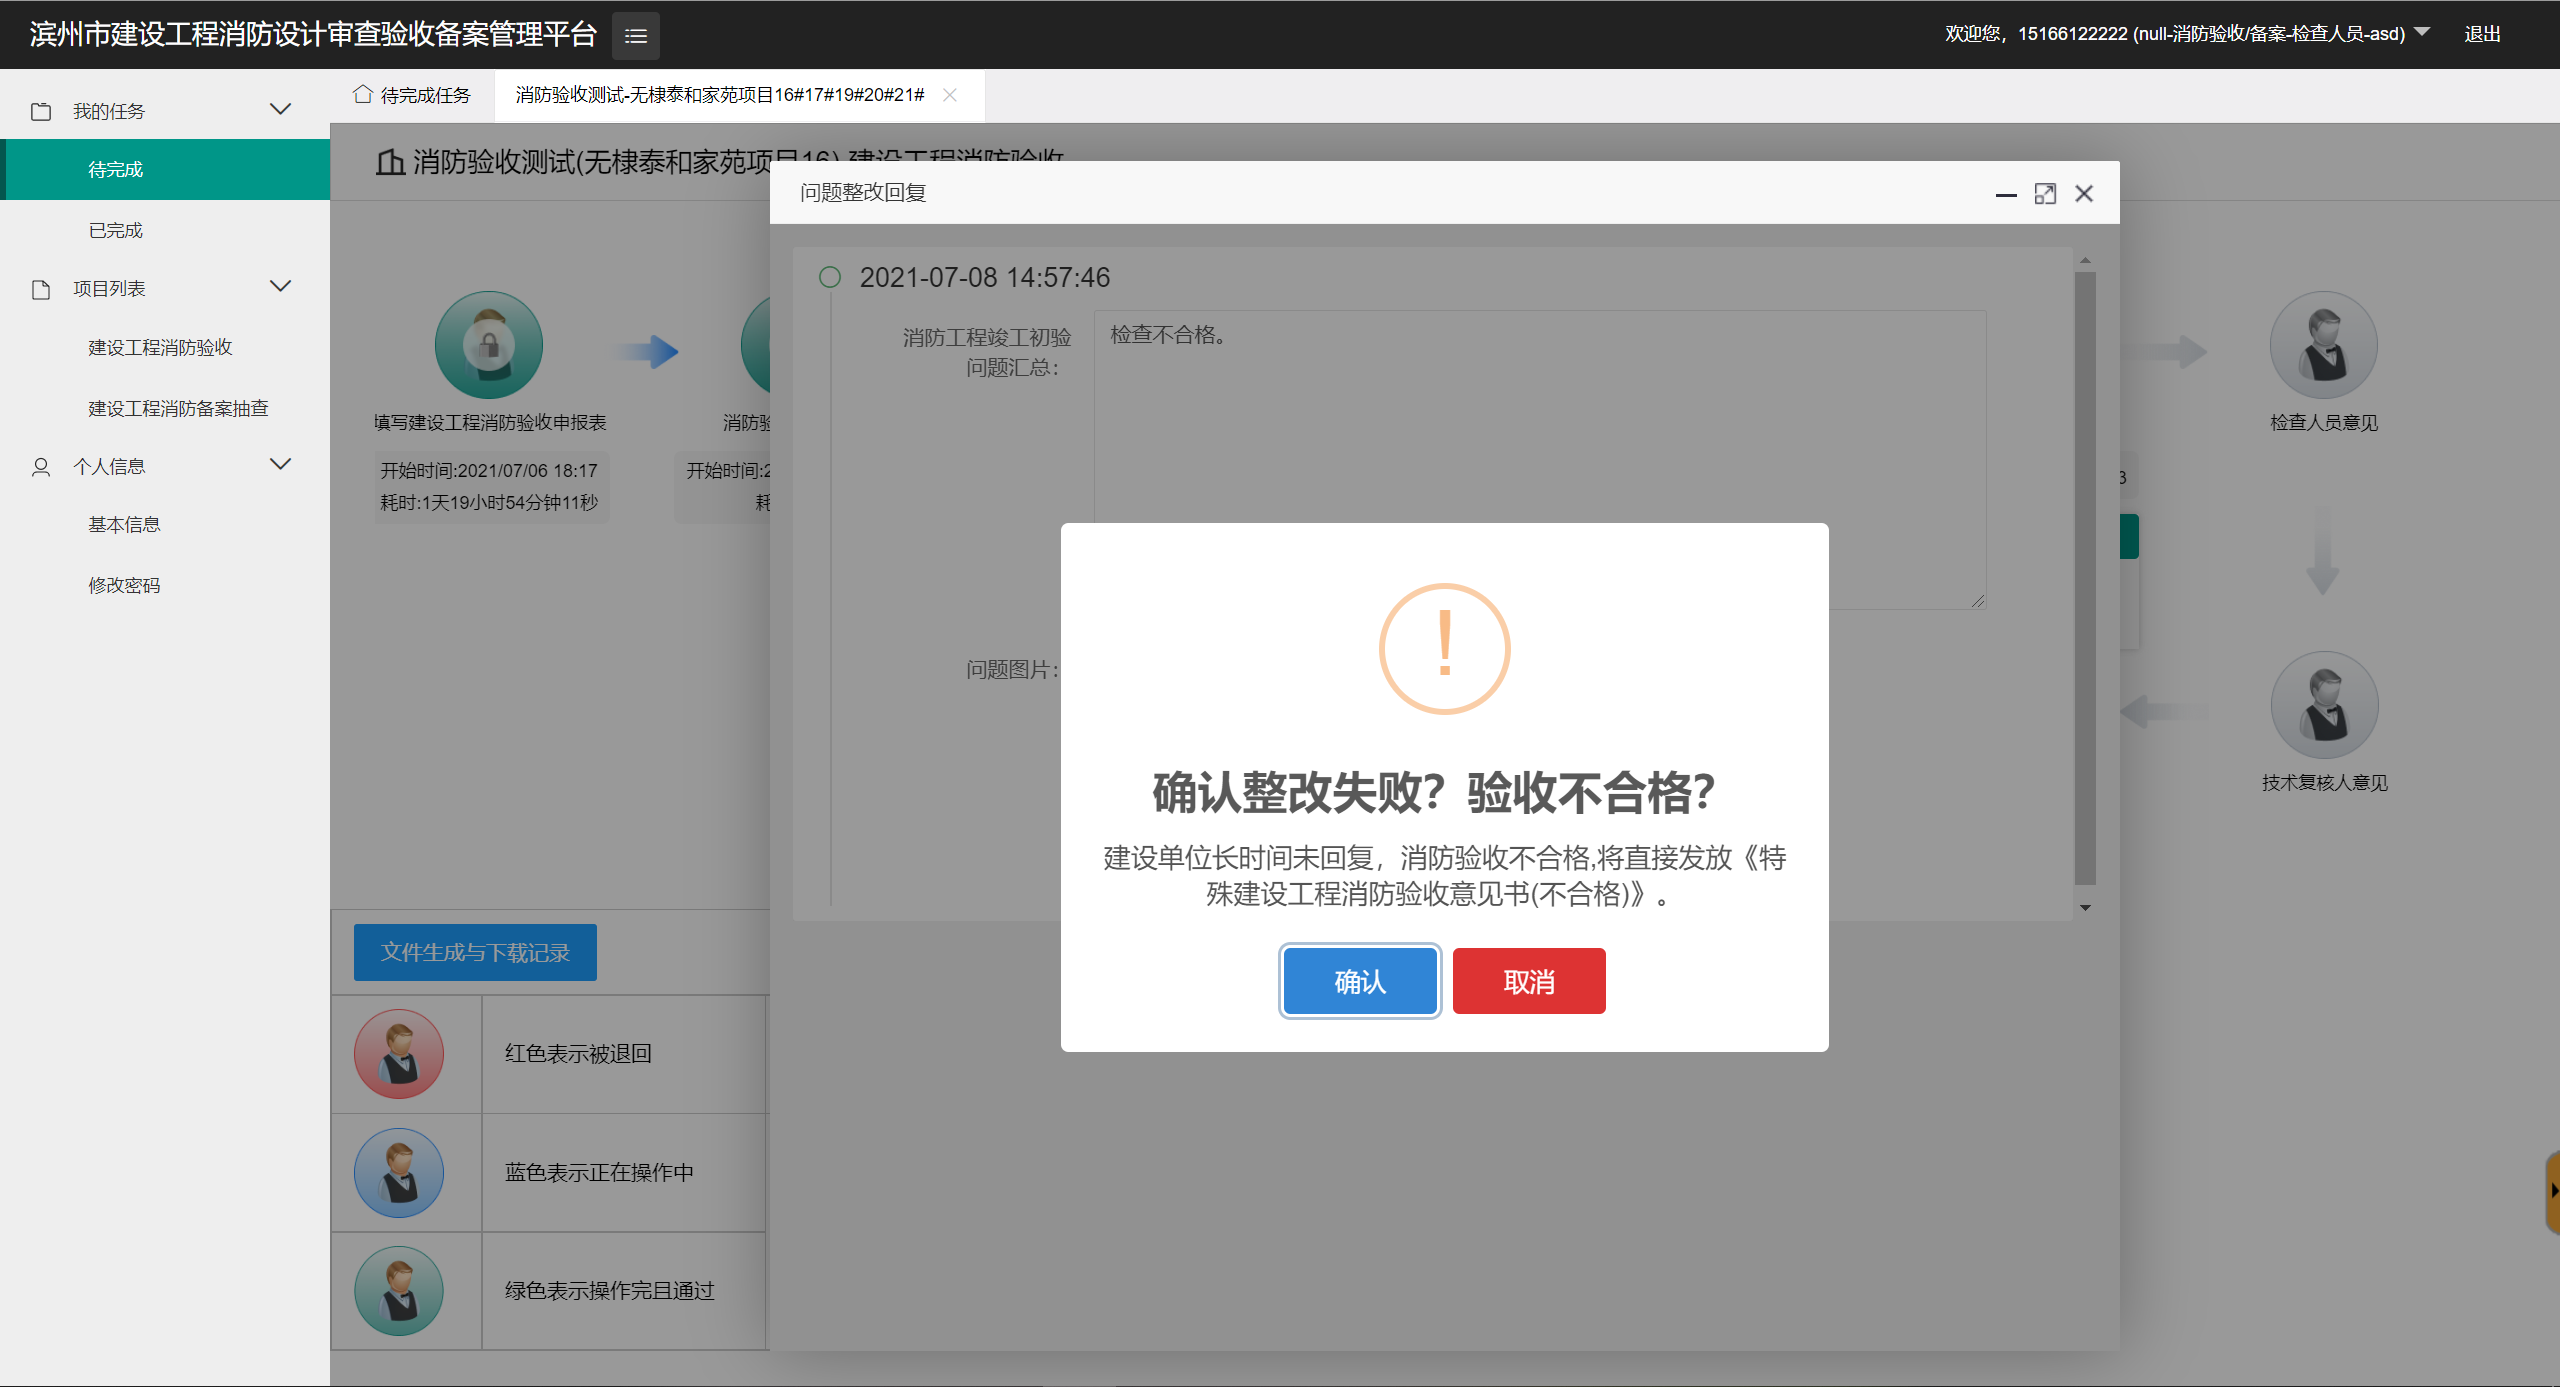 滨州市建设工程消防设计审查验收备案管理平台
欢迎您，15166122222 (null-消防验收/备案-检查人员-asd)
退出
我的任务
待完成
已完成
项目列表
建设工程消防验收
建设工程消防备案抽查
个人信息
基本信息
修改密码
待完成任务
消防验收测试-无棣泰和家苑项目16#17#19#20#21#
消防验收测试(无棣泰和家苑项目16) 建设工程消防验收
问题整改回复
2021-07-08 14:57:46
消防工程竣工初验
问题汇总：
检查不合格。
问题图片：
填写建设工程消防验收申报表
开始时间:2021/07/06 18:17
耗时:1天19小时54分钟11秒
消防验
开始时间:2
耗
检查人员意见
3
技术复核人意见
确认整改失败？验收不合格？
建设单位长时间未回复，消防验收不合格,将直接发放《特
殊建设工程消防验收意见书(不合格)》。
确认
取消
文件生成与下载记录
红色表示被退回
蓝色表示正在操作中
绿色表示操作完且通过